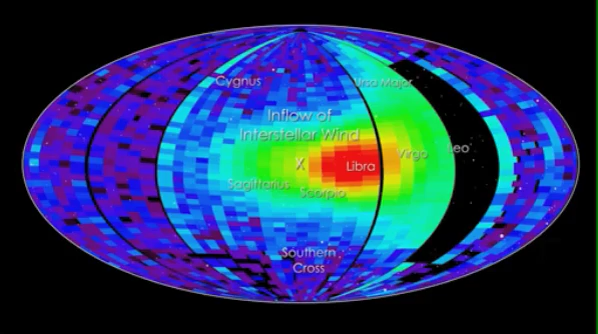 Cygnus
Ursa Major
Inflow of
Interstellar Wind
X
Libra
Virgo
Leo
Sagittarius
Scorpio
Southern
Cross